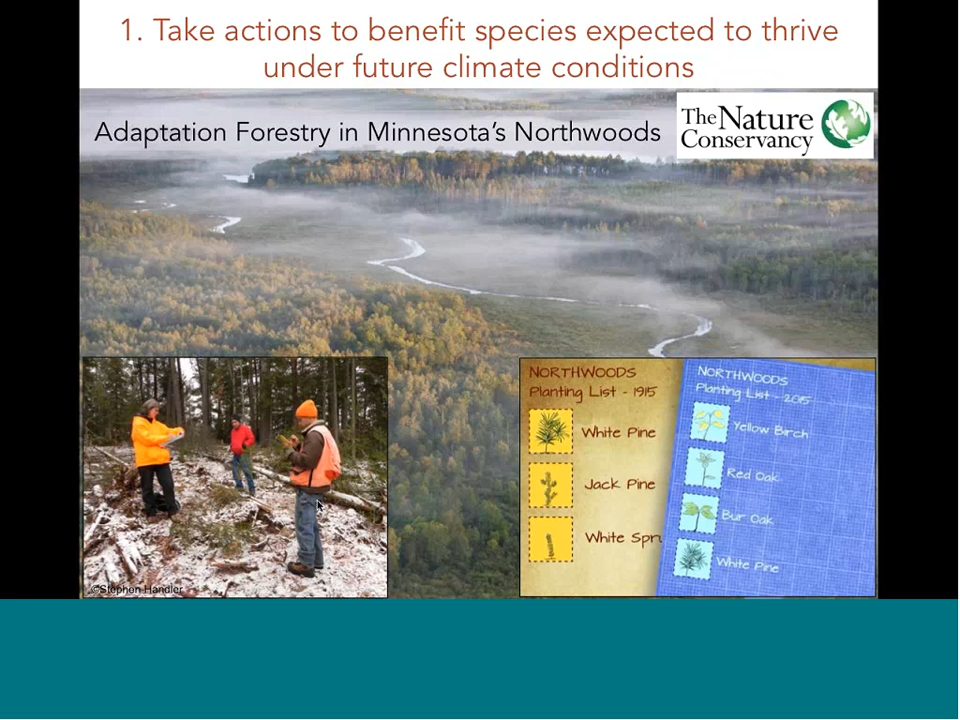 1. Take actions to benefit species expected to thrive
under future climate conditions
Adaptation Forestry in Minnesota's Northwoods
The Nature
Conservancy
NORTHWOODS
Planting List - 1915
White Pine
Jack Pine
White Spru
NORTHWOODS
Planting List - 2015
Yellow Birch
Red Oak
Bur Oak
White Pine
©Stephen Handler